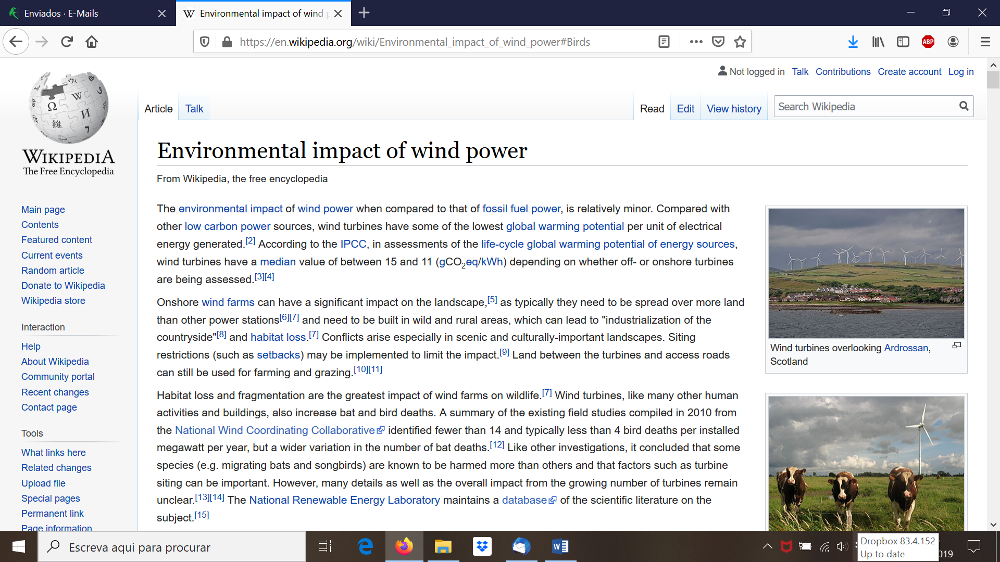 Enviados · E-Mails
Environmental impact of wind p
https://en.wikipedia.org/wiki/Environmental_impact_of_wind_power#Birds
ABP
Not logged in Talk Contributions Create account Log in
Article Talk Read Edit View history Search Wikipedia
WIKIPEDIA
The Free Encyclopedia
Main page
Contents
Featured content
Current events
Random article
Donate to Wikipedia
Wikipedia store
Interaction
Help
About Wikipedia
Community portal
Recent changes
Contact page
Tools
What links here
Related changes
Upload file
Special pages
Permanent link
Page information
Environmental impact of wind power
From Wikipedia, the free encyclopedia
The environmental impact of wind power when compared to that of fossil fuel power, is relatively minor. Compared with
other low carbon power sources, wind turbines have some of the lowest global warming potential per unit of electrical
energy generated.[2] According to the IPCC, in assessments of the life-cycle global warming potential of energy sources,
wind turbines have a median value of between 15 and 11 (gCO2eq/kWh) depending on whether off- or onshore turbines
are being assessed.[3][4]
Onshore wind farms can have a significant impact on the landscape,[5] as typically they need to be spread over more land
than other power stations[6][7] and need to be built in wild and rural areas, which can lead to "industrialization of the
countryside"[8] and habitat loss.[7] Conflicts arise especially in scenic and culturally-important landscapes. Siting
restrictions (such as setbacks) may be implemented to limit the impact.[9] Land between the turbines and access roads
can still be used for farming and grazing.[10][11]
Habitat loss and fragmentation are the greatest impact of wind farms on wildlife.[7] Wind turbines, like many other human
activities and buildings, also increase bat and bird deaths. A summary of the existing field studies compiled in 2010 from
the National Wind Coordinating Collaborative identified fewer than 14 and typically less than 4 bird deaths per installed
megawatt per year, but a wider variation in the number of bat deaths.[12] Like other investigations, it concluded that some
species (e.g. migrating bats and songbirds) are known to be harmed more than others and that factors such as turbine
siting can be important. However, many details as well as the overall impact from the growing number of turbines remain
unclear.[13][14] The National Renewable Energy Laboratory maintains a database of the scientific literature on the
subject.[15]
Wind turbines overlooking Ardrossan,
Scotland
Escreva aqui para procurar
Dropbox 83.4.152
Up to date
019